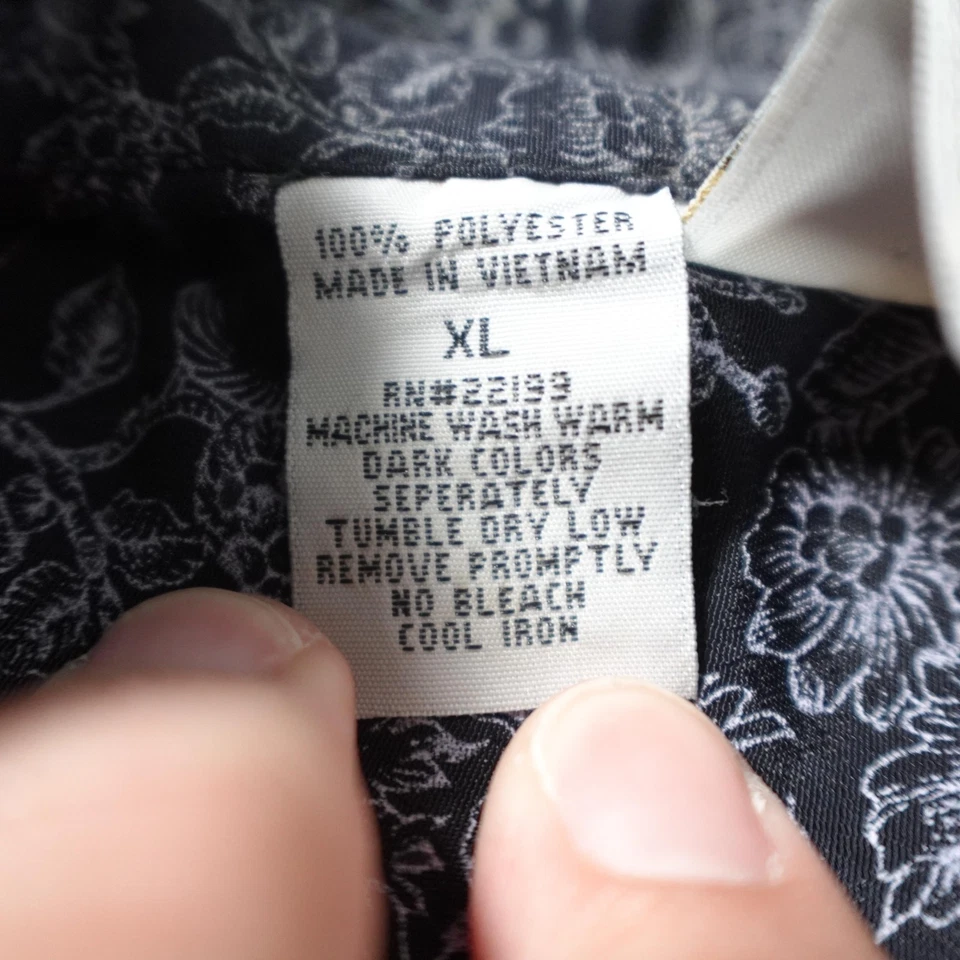 100% POLYESTER
MADE IN VIETNAM
XL
RN#22199
MACHINE WASH WARM
DARK COLORS
SEPERATELY
TUMBLE DRY LOW
REMOVE PROMPTLY
NO BLEACH
COOL IRON